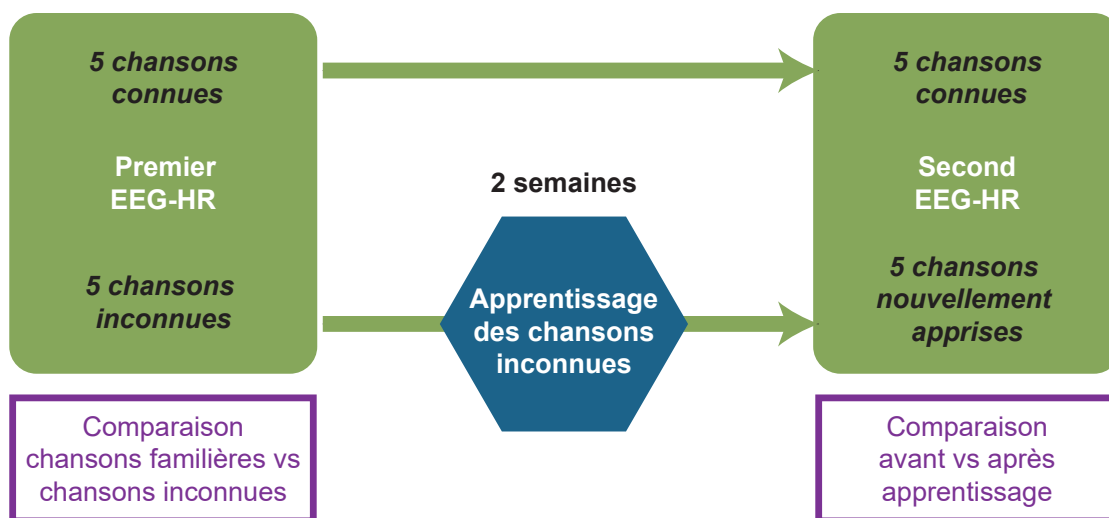 5 chansons
connues
Premier
EEG-HR
5 chansons
inconnues
Comparaison
chansons familières vs
chansons inconnues
2 semaines
Apprentissage
des chansons
inconnues
5 chansons
connues
Second
EEG-HR
5 chansons
nouvellement
apprises
Comparaison
avant vs après
apprentissage